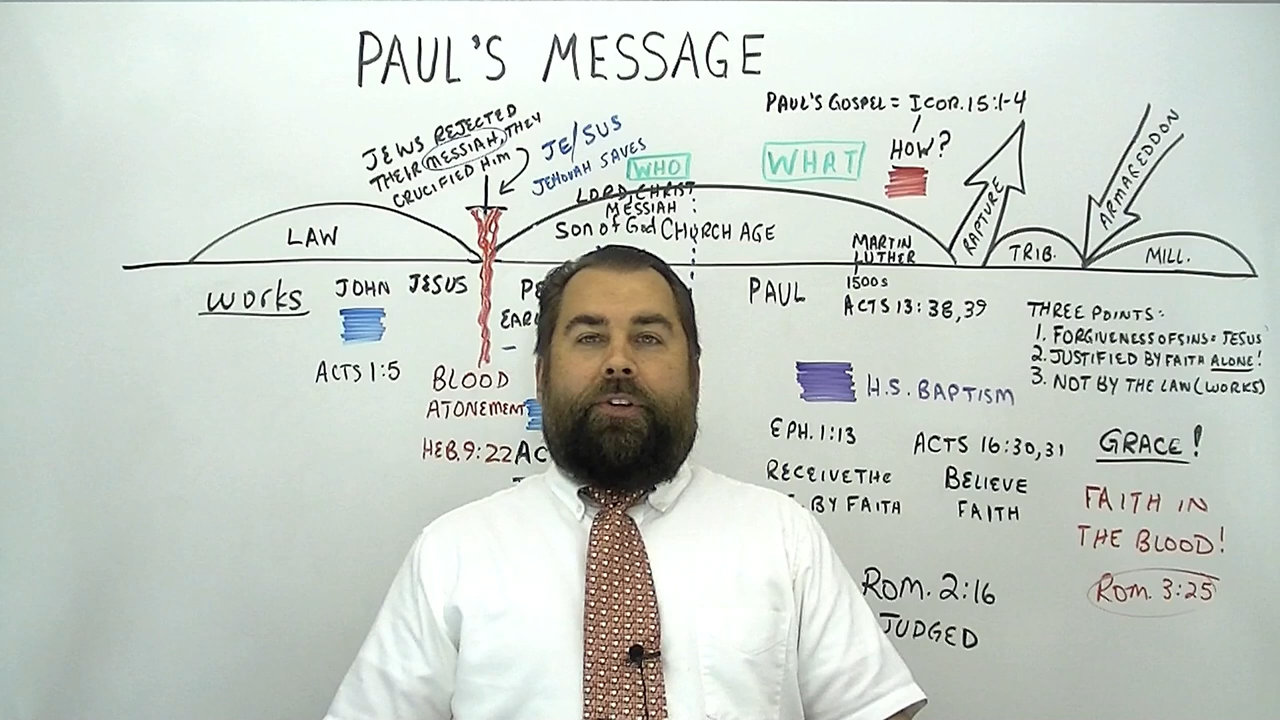 PAUL'S MESSAGE
PAUL'S GOSPEL = I COR. 15:1-4
HOW?
JEWS REJECTED
THEIR MESSIAH, THEY
CRUCIFIED HIM
JE/SUS
JEHOVAH SAVES
WHO
WHAT
LORD, CHRIST
MESSIAH
Son of God
CHURCH AGE
LAW
MARTIN
LUTHER
RAPTURE
TRIB.
ARMAGEDDON
MILL.
WORKS
JOHN
JESUS
PAUL
1500s
ACTS 13:38,39
ACTS 1:5
BLOOD
ATONEMENT
HEB. 9:22
H.S. BAPTISM
EPH. 1:13
RECEIVE THE
BY FAITH
ACTS 16:30,31
BELIEVE
FAITH
THREE POINTS:
1. FORGIVENESS OF SINS = JESUS
2. JUSTIFIED BY FAITH ALONE!
3. NOT BY THE LAW (WORKS)
GRACE!
FAITH IN
THE BLOOD!
ROM. 3:25
ROM. 2:16
JUDGED